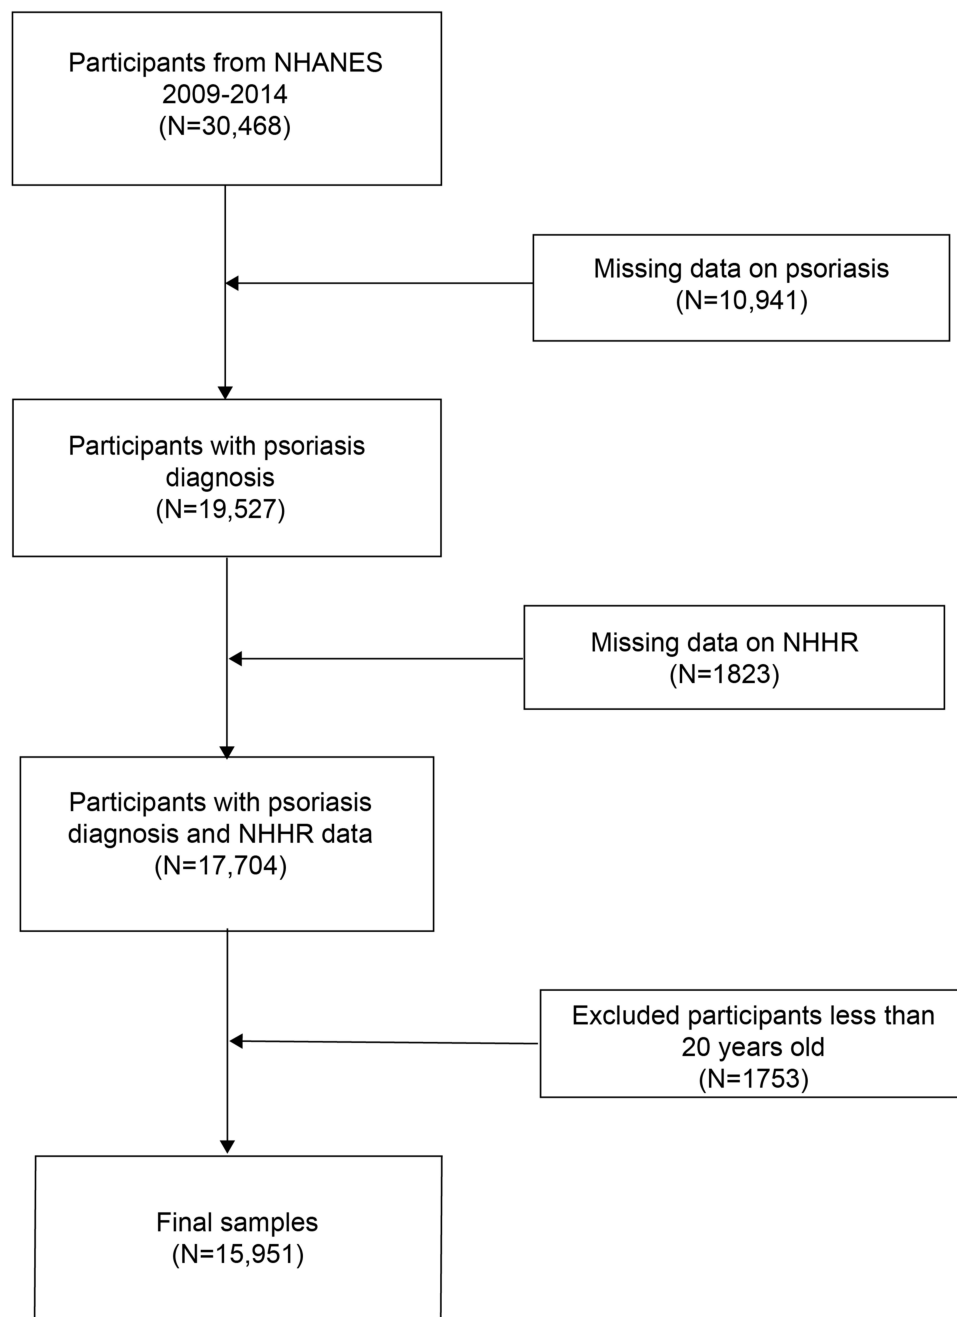 Participants from NHANES
2009-2014
(N=30,468)
Missing data on psoriasis
(N=10,941)
Participants with psoriasis
diagnosis
(N=19,527)
Missing data on NHHR
(N=1823)
Participants with psoriasis
diagnosis and NHHR data
(N=17,704)
Excluded participants less than
20 years old
(N=1753)
Final samples
(N=15,951)